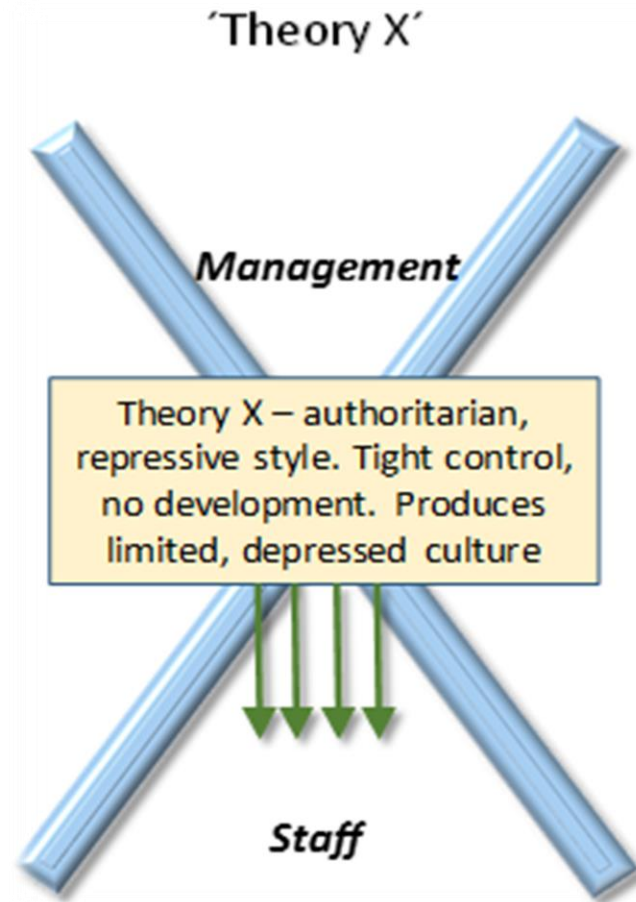 ´Theory X´
Management
Theory X – authoritarian,
repressive style. Tight control,
no development. Produces
limited, depressed culture
Staff